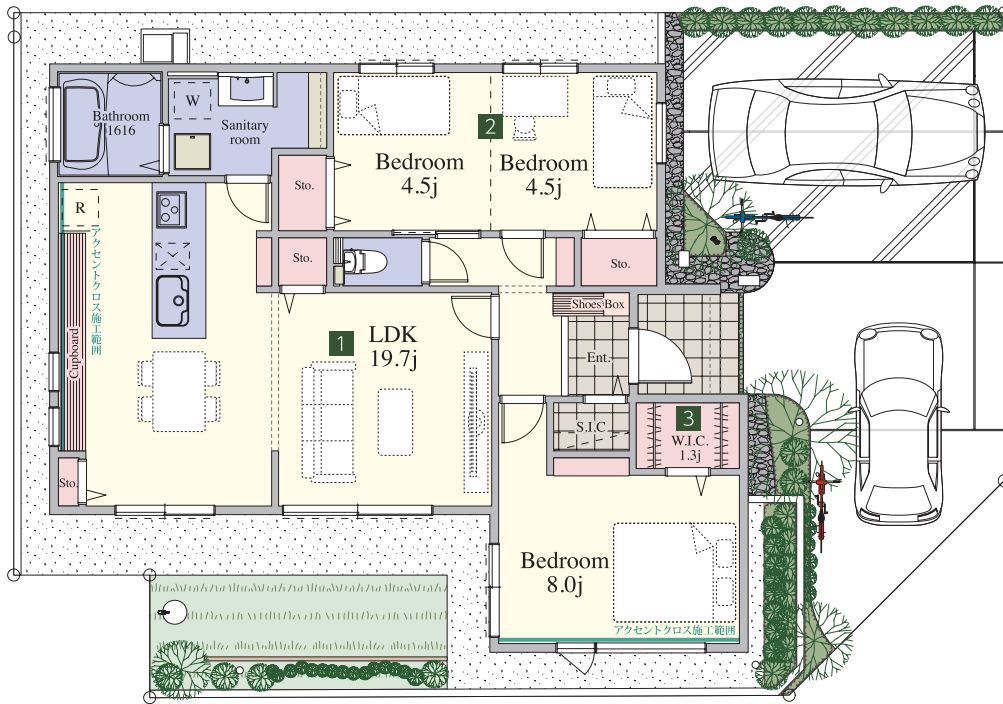 Bathroom
1616
W
Sanitary
room
2
Bedroom
4.5j
Bedroom
4.5j
Sto.
R
アクセントクロス施工範囲
Cupboard
Sto.
Sto.
1
LDK
19.7j
Shoes Box
Ent.
S.I.C
3
W.I.C.
1.3j
Sto.
Bedroom
8.0j
アクセントクロス施工範囲